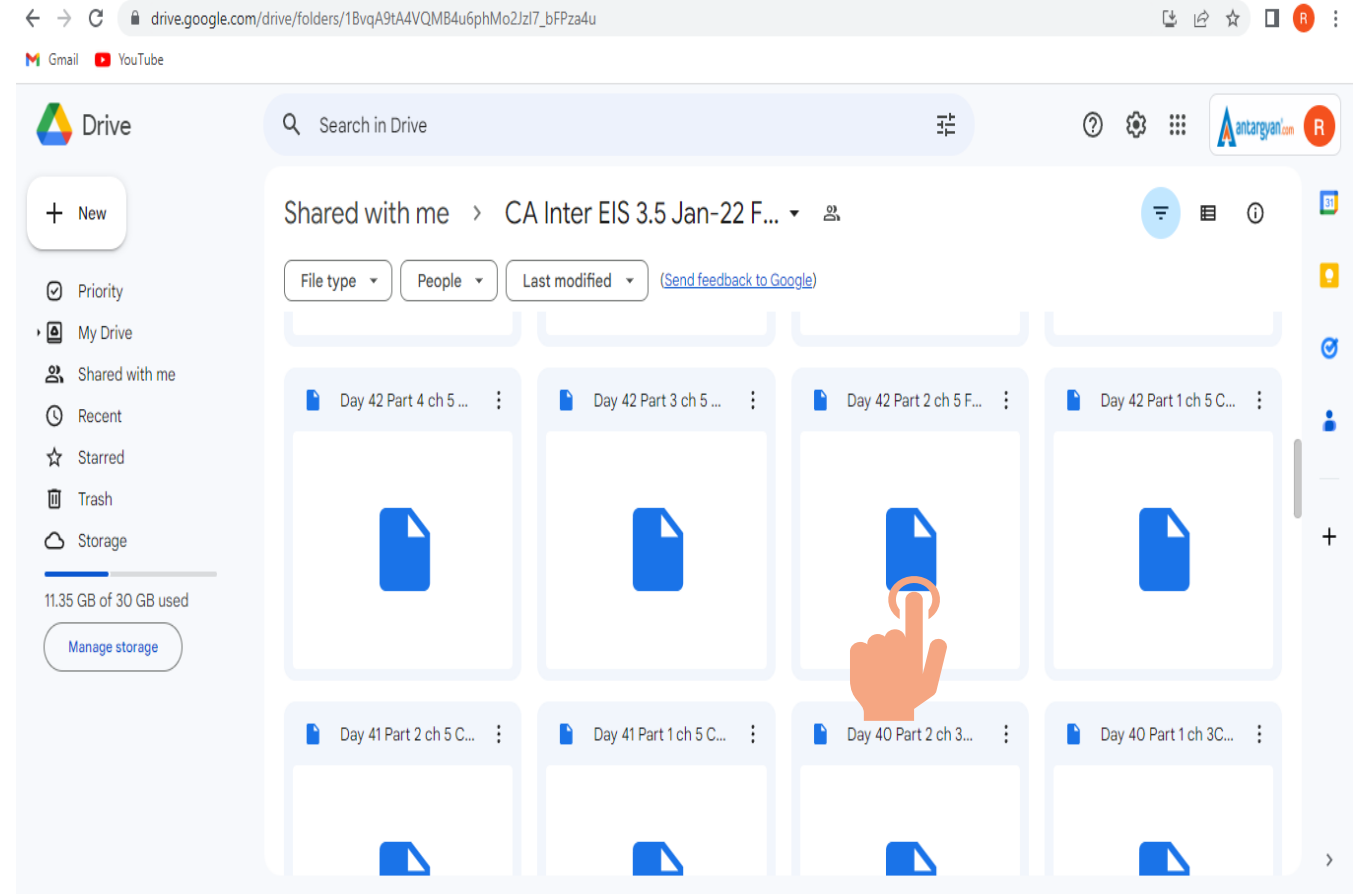 drive.google.com/drive/folders/1BvqA9tA4VQMB4u6phMo2JzI7_bFPza4u
R
Gmail
YouTube
Drive
Search in Drive
antargyan.com
R
New
Shared with me > CA Inter EIS 3.5 Jan-22 F...
31
File type
People
Last modified
(Send feedback to Google)
Priority
My Drive
Shared with me
Recent
Starred
Trash
Storage
11.35 GB of 30 GB used
Manage storage
Day 42 Part 4 ch 5 ...
Day 42 Part 3 ch 5 ...
Day 42 Part 2 ch 5 F...
Day 42 Part 1 ch 5 C...
Day 41 Part 2 ch 5 C...
Day 41 Part 1 ch 5 C...
Day 40 Part 2 ch 3...
Day 40 Part 1 ch 3C...